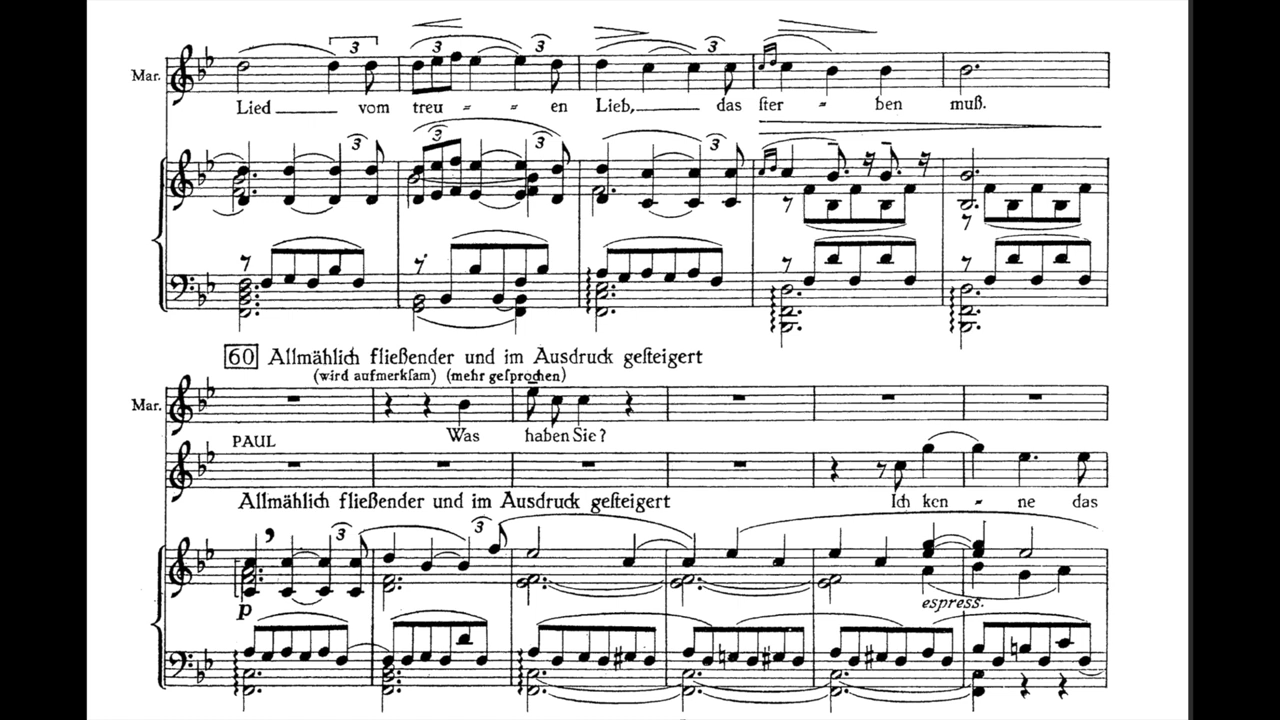 Mar.
Lied vom treu - - en Lieb, das ster - ben muß.
60 Allmählich fließender und im Ausdruck gesteigert
(wird aufmerksam) (mehr gesprochen)
Mar.
Was haben Sie?
PAUL
Ich ken - ne das
Allmählich fließender und im Ausdruck gesteigert
p
espress.